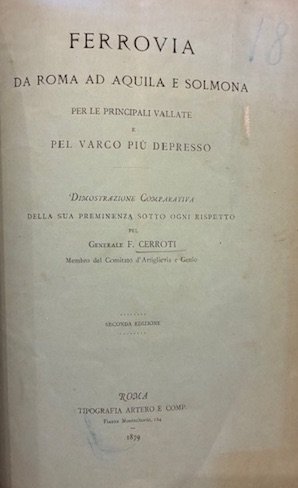 18
FERROVIA
DA ROMA AD AQUILA E SOLMONA
PER LE PRINCIPALI VALLATE
E
PEL VARCO PIÙ DEPRESSO
DIMOSTRAZIONE COMPARATIVA
DELLA SUA PREMINENZA SOTTO OGNI RISPETTO
PEL
GENERALE F. CERROTI
Membro del Comitato d'Artiglieria e Genio
SECONDA EDIZIONE
ROMA
TIPOGRAFIA ARTERO E COMP.
Piazza Montecitorio, 124
1879